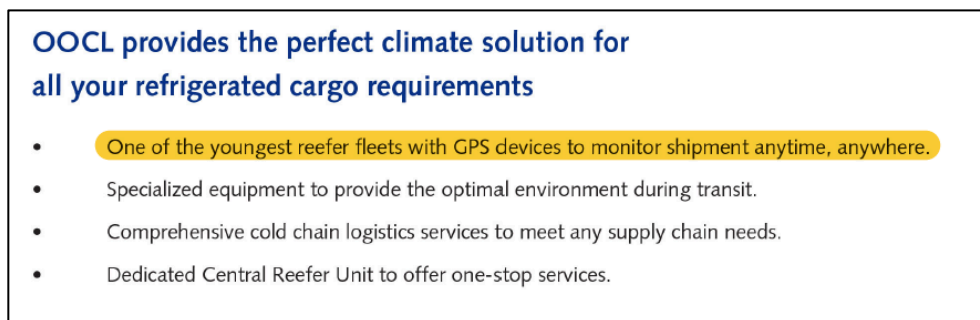 OOCL provides the perfect climate solution for
all your refrigerated cargo requirements
• One of the youngest reefer fleets with GPS devices to monitor shipment anytime, anywhere.
• Specialized equipment to provide the optimal environment during transit.
• Comprehensive cold chain logistics services to meet any supply chain needs.
• Dedicated Central Reefer Unit to offer one-stop services.